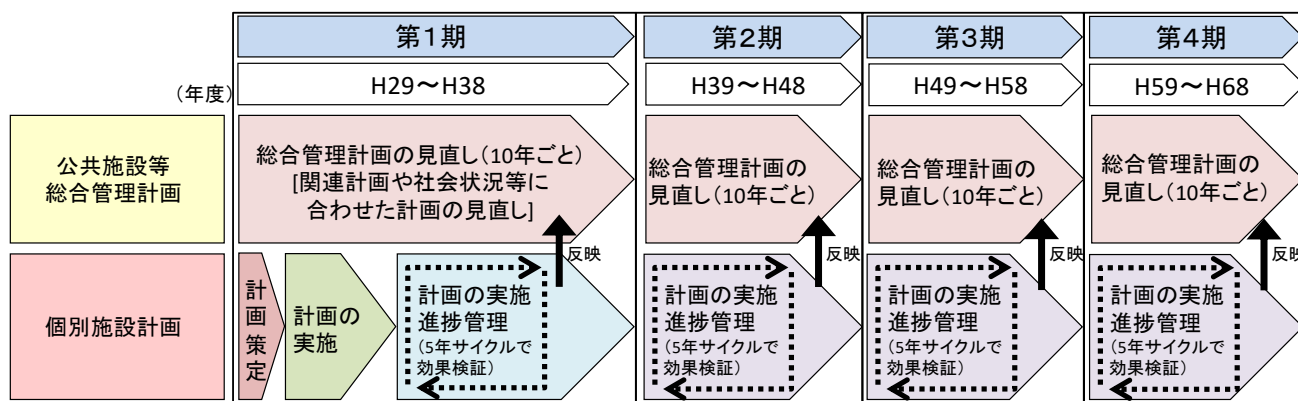 第1期
第2期
第3期
第4期
（年度）
H29～H38
H39～H48
H49～H58
H59～H68
公共施設等
総合管理計画
総合管理計画の見直し（10年ごと）
[関連計画や社会状況等に
合わせた計画の見直し]
総合管理計画の
見直し（10年ごと）
総合管理計画の
見直し（10年ごと）
総合管理計画の
見直し（10年ごと）
反映
反映
反映
反映
個別施設計画
計画策定
計画の
実施
計画の実施
進捗管理
（5年サイクルで
効果検証）
計画の実施
進捗管理
（5年サイクルで
効果検証）
計画の実施
進捗管理
（5年サイクルで
効果検証）
計画の実施
進捗管理
（5年サイクルで
効果検証）